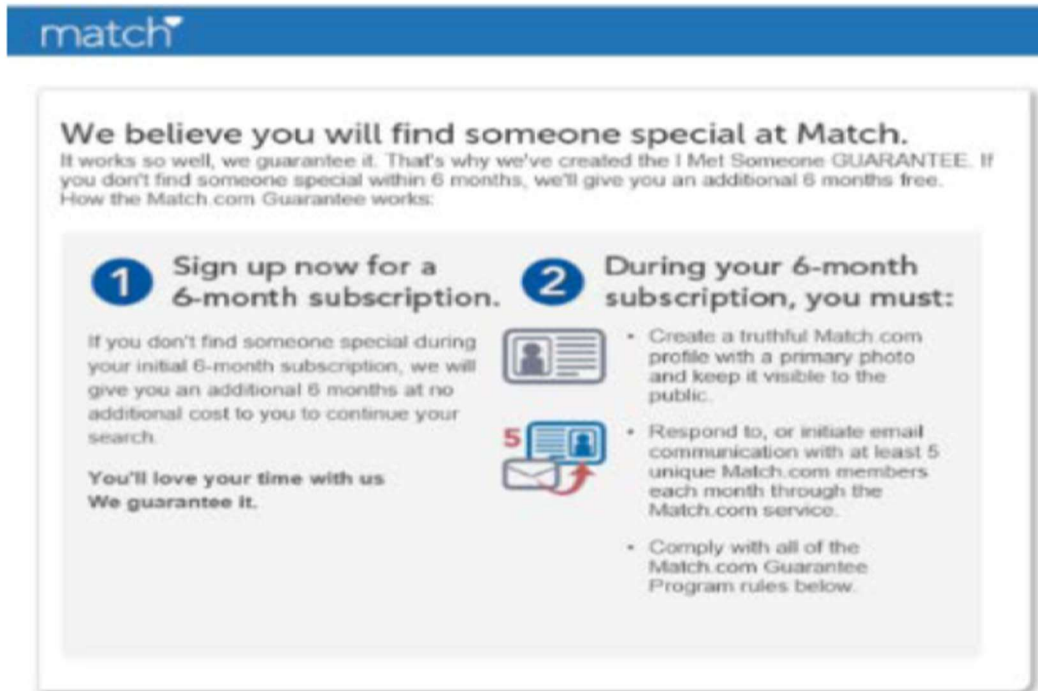 match
We believe you will find someone special at Match.
It works so well, we guarantee it. That's why we've created the I Met Someone GUARANTEE. If
you don't find someone special within 6 months, we'll give you an additional 6 months free.
How the Match.com Guarantee works:
1 Sign up now for a
6-month subscription.
If you don't find someone special during
your initial 6-month subscription, we will
give you an additional 6 months at no
additional cost to you to continue your
search.
You'll love your time with us
We guarantee it.
2 During your 6-month
subscription, you must:
• Create a truthful Match.com
profile with a primary photo
and keep it visible to the
public.
5
• Respond to, or initiate email
communication with at least 5
unique Match.com members
each month through the
Match.com service.
• Comply with all of the
Match.com Guarantee
Program rules below.